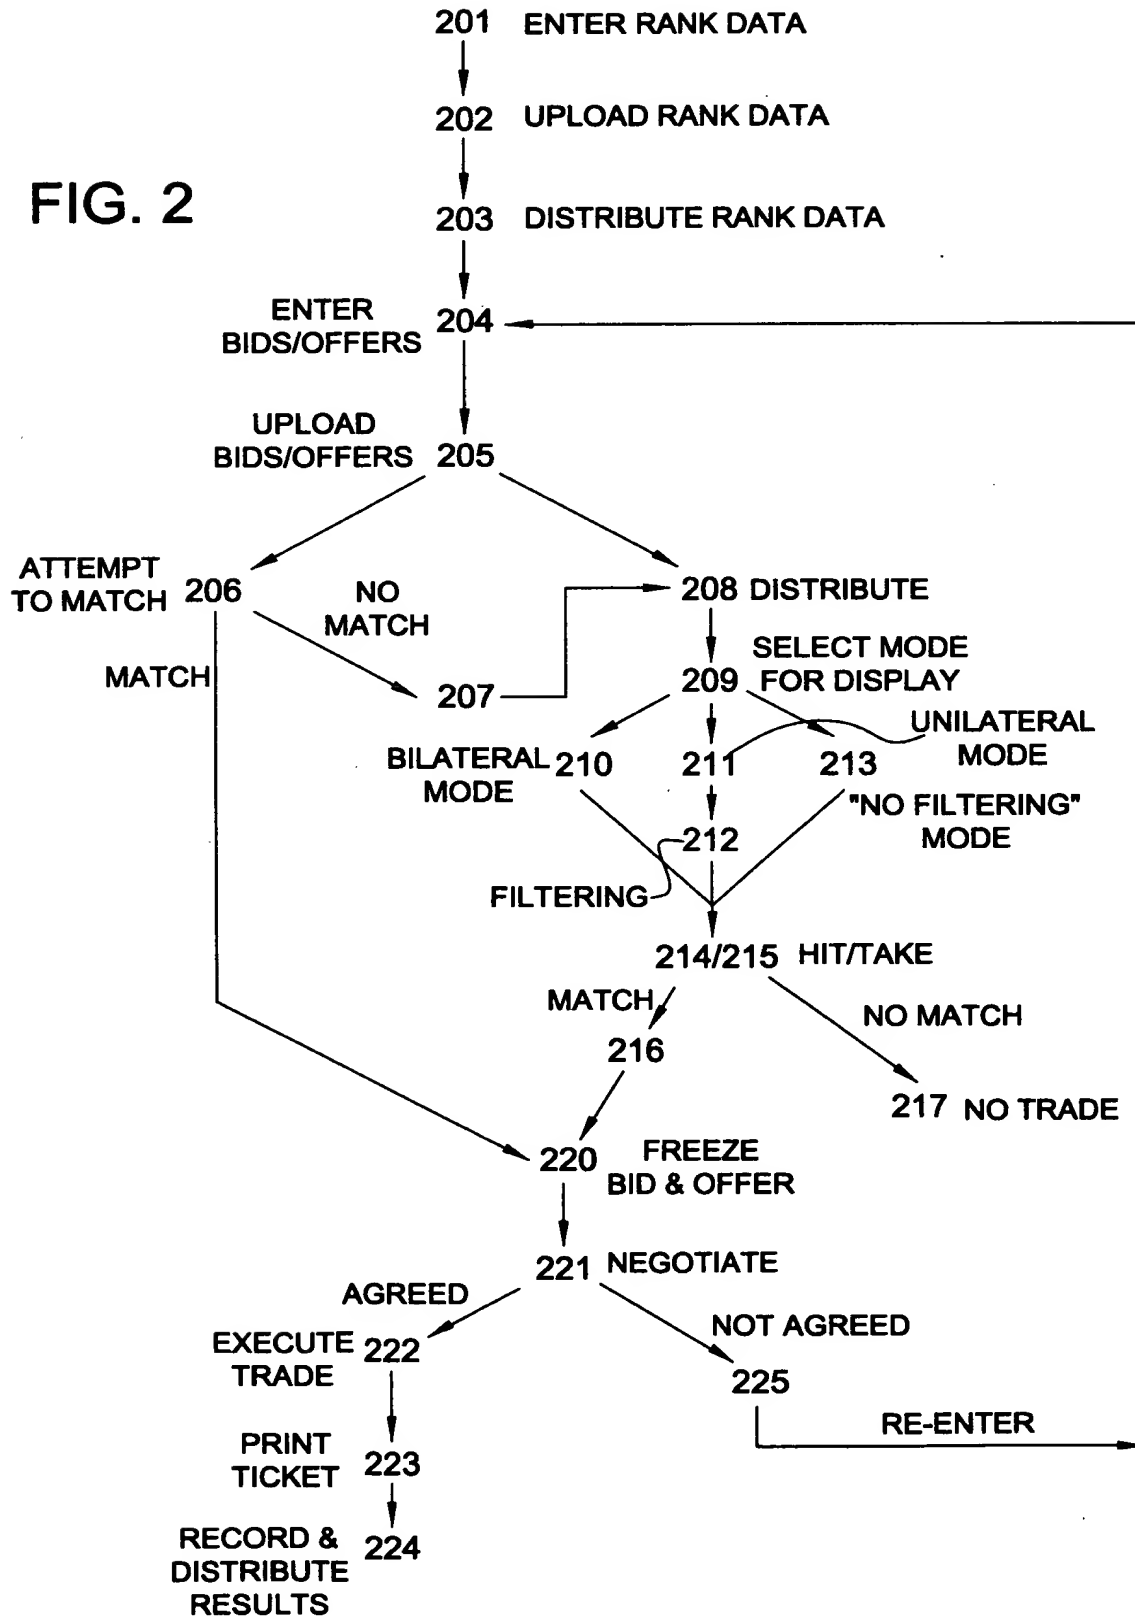 201 ENTER RANK DATA
202 UPLOAD RANK DATA
FIG. 2
203 DISTRIBUTE RANK DATA
ENTER
BIDS/OFFERS 204
UPLOAD
BIDS/OFFERS 205
ATTEMPT
TO MATCH 206
NO
MATCH
208 DISTRIBUTE
MATCH
207
SELECT MODE
209 FOR DISPLAY
BILATERAL 210
MODE
211
213
UNILATERAL
MODE
"NO FILTERING"
MODE
212
FILTERING
214/215 HIT/TAKE
MATCH
NO MATCH
216
217 NO TRADE
220 FREEZE
BID & OFFER
221 NEGOTIATE
AGREED
NOT AGREED
EXECUTE 222
TRADE
225
RE-ENTER
PRINT
TICKET 223
RECORD & 224
DISTRIBUTE
RESULTS